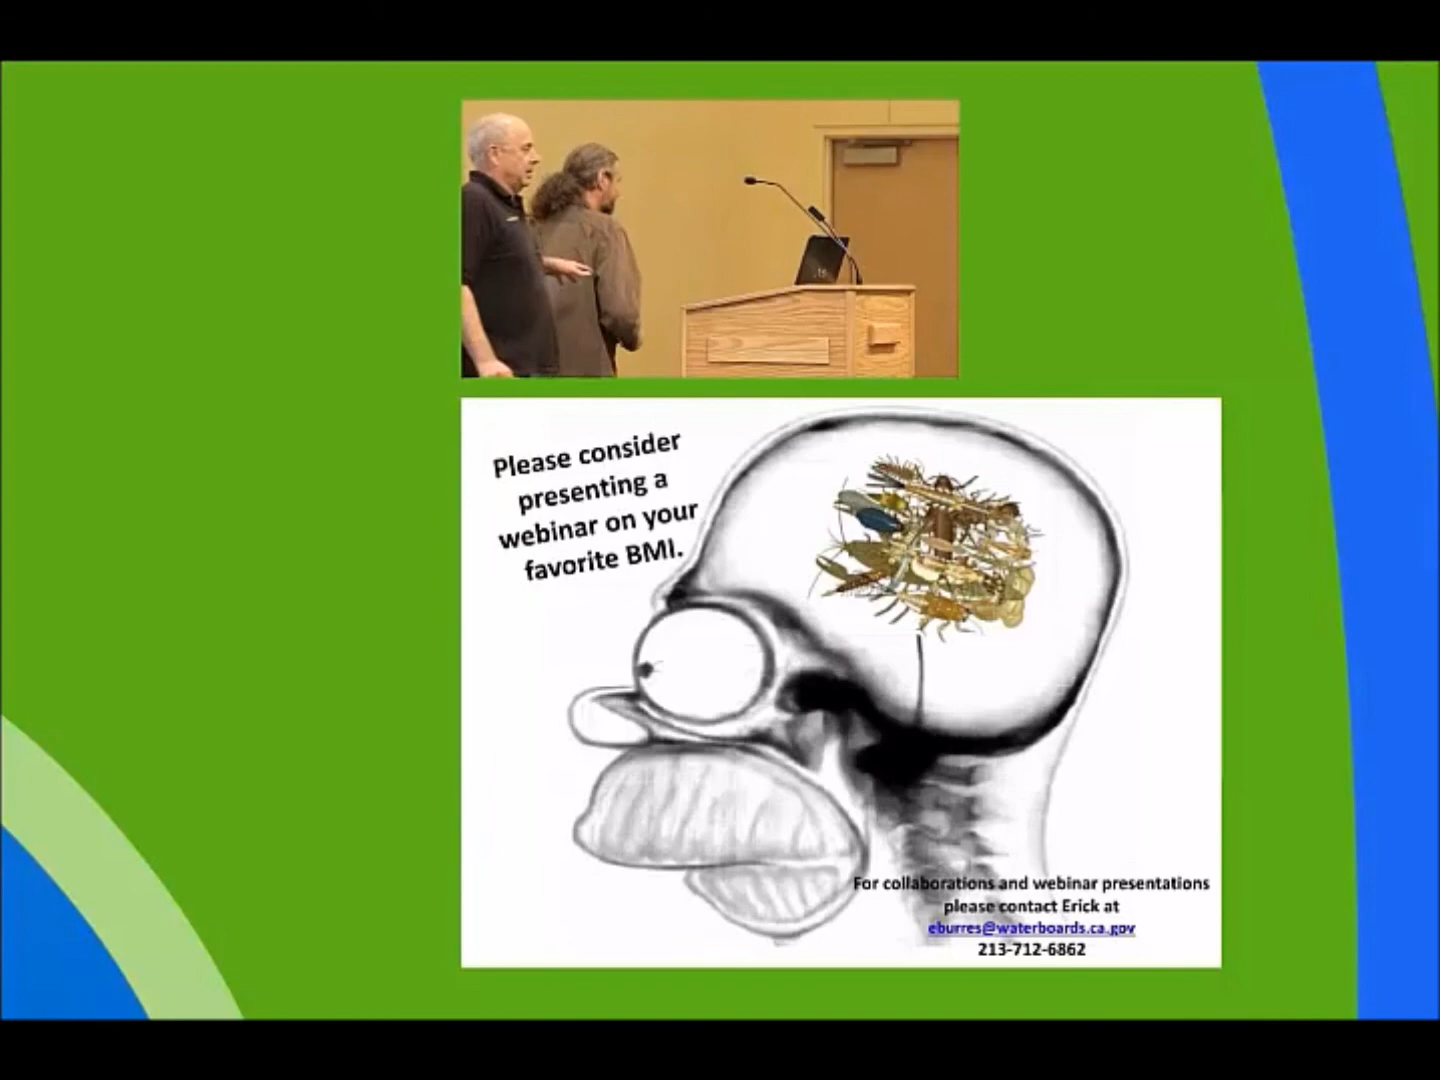 Please consider
presenting a
webinar on your
favorite BMI.
For collaborations and webinar presentations
please contact Erick at
eburres@waterboards.ca.gov
213-712-6862